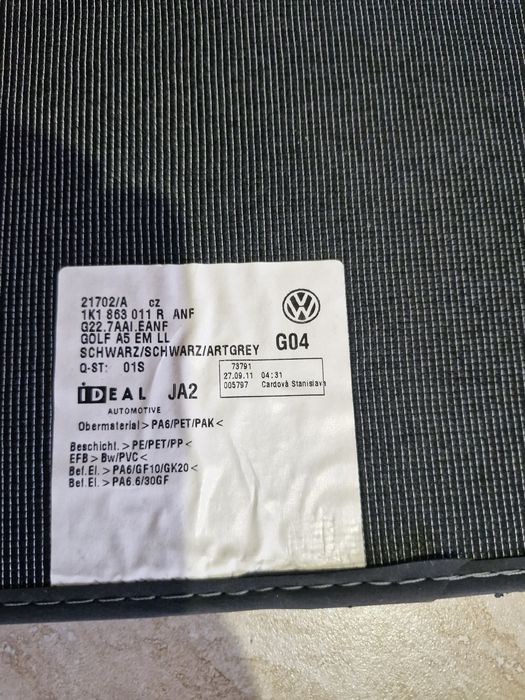 21702/A cz
1K1 863 011 R ANF
G22.7AAI.EANF
GOLF A5 EM LL
SCHWARZ/SCHWARZ/ARTGREY
G04
Q-ST: 01S
73791
27.09.11 04:31
005797 Cardová Stanislava
iDEAL JA2
AUTOMOTIVE
Obermaterial > PA6/PET/PAK <
Beschicht. > PE/PET/PP <
EFB > Bw/PVC <
Bef.El. > PA6/GF10/GK20 <
Bef.El. > PA6.6/30GF